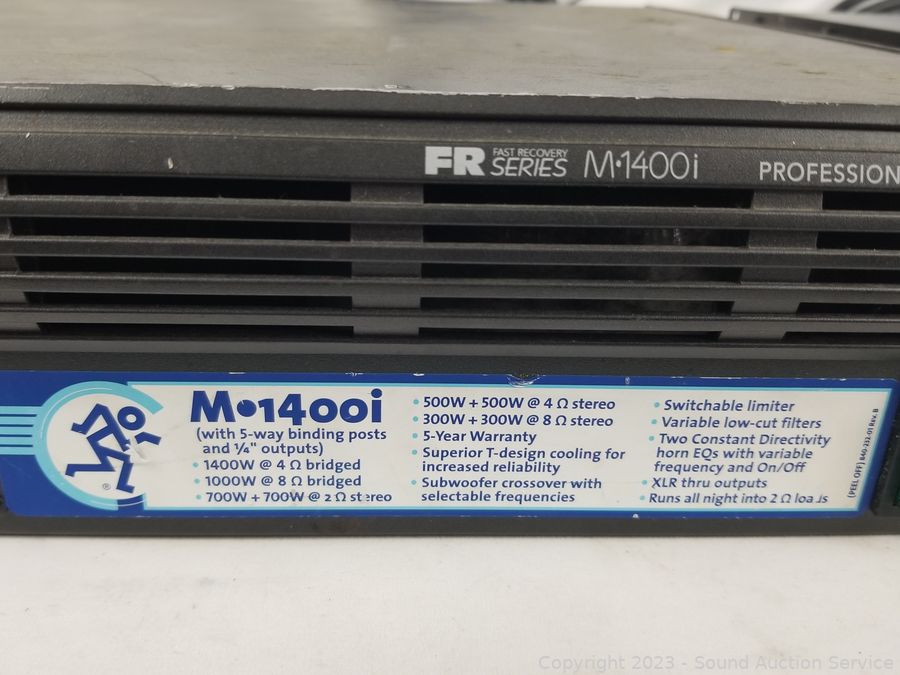 FR FAST RECOVERY SERIES M•1400i PROFESSION
M•1400i
(with 5-way binding posts
and ¼" outputs)
• 1400W @ 4 Ω bridged
• 1000W @ 8 Ω bridged
• 700W + 700W @ 2 Ω stereo
• 500W + 500W @ 4 Ω stereo
• 300W + 300W @ 8 Ω stereo
• 5-Year Warranty
• Superior T-design cooling for
increased reliability
• Subwoofer crossover with
selectable frequencies
• Switchable limiter
• Variable low-cut filters
• Two Constant Directivity
horn EQs with variable
frequency and On/Off
• XLR thru outputs
• Runs all night into 2 Ω loads
(PEEL OFF) 840-232-01 Rev. B
®
Copyright 2023 - Sound Auction Service